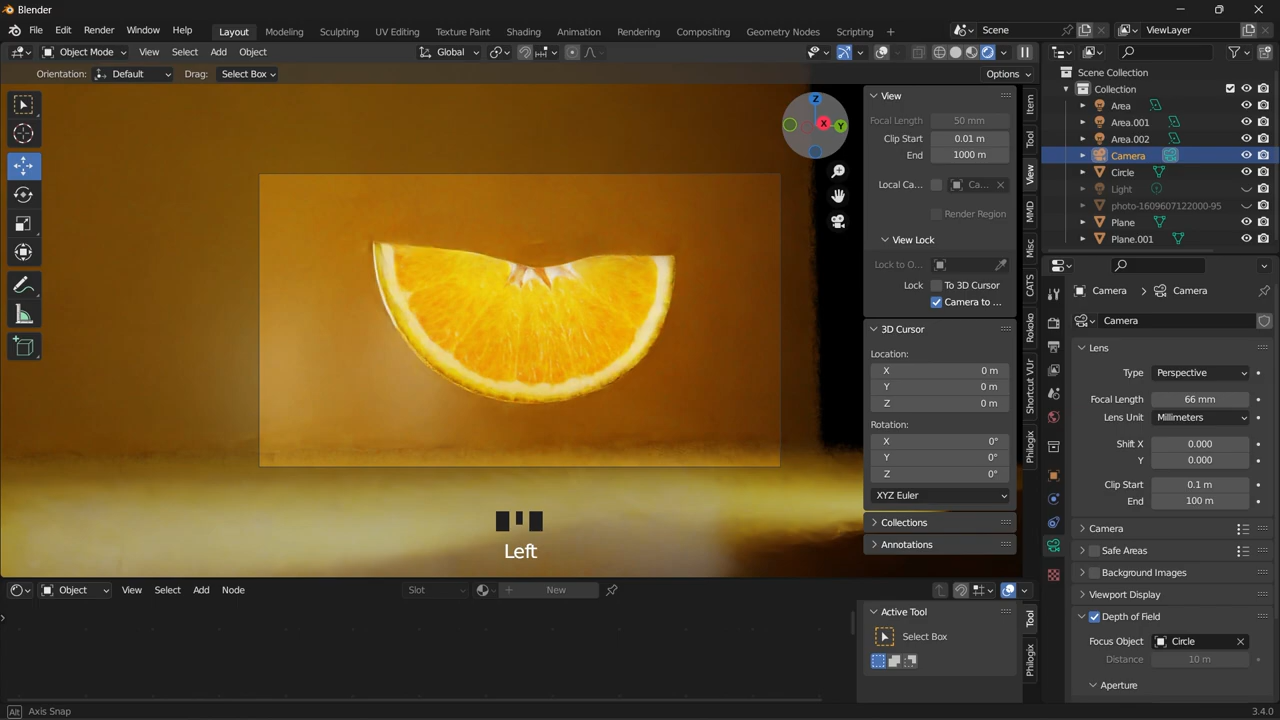 Blender
File Edit Render Window Help Layout Modeling Sculpting UV Editing Texture Paint Shading Animation Rendering Compositing Geometry Nodes Scripting Scene ViewLayer
Object Mode View Select Add Object Global
Orientation: Default Drag: Select Box Options
Z
X
Y
View
Focal Length 50 mm
Clip Start 0.01 m
End 1000 m
Local Ca... Ca...
Render Region
View Lock
Lock to O...
Lock To 3D Cursor
Camera to ...
3D Cursor
Location:
X 0 m
Y 0 m
Z 0 m
Rotation:
X 0°
Y 0°
Z 0°
XYZ Euler
Collections
Annotations
Item
Tool
View
MMD
Misc
CATS
Rokoko
Shortcut VUr
Philogix
Scene Collection
Collection
Area
Area.001
Area.002
Camera
Circle
Light
photo-1609607122000-95
Plane
Plane.001
Camera Camera
Camera
Lens
Type Perspective
Focal Length 66 mm
Lens Unit Millimeters
Shift X 0.000
Y 0.000
Clip Start 0.1 m
End 100 m
Camera
Safe Areas
Background Images
Viewport Display
Depth of Field
Focus Object Circle
Distance 10 m
Aperture
Left
Object View Select Add Node Slot New
Active Tool
Select Box
Tool
Philogix
Alt Axis Snap
3.4.0